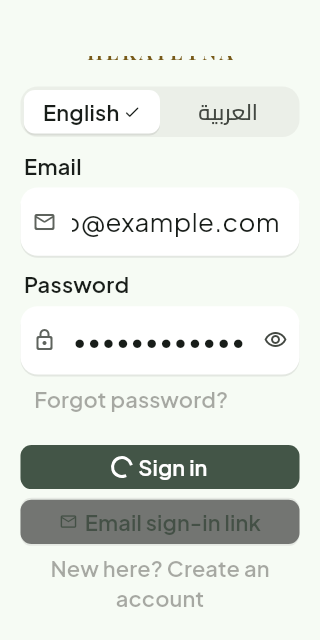 English
العربية
Email
@example.com
Password
Forgot password?
Sign in
Email sign-in link
New here? Create an
account